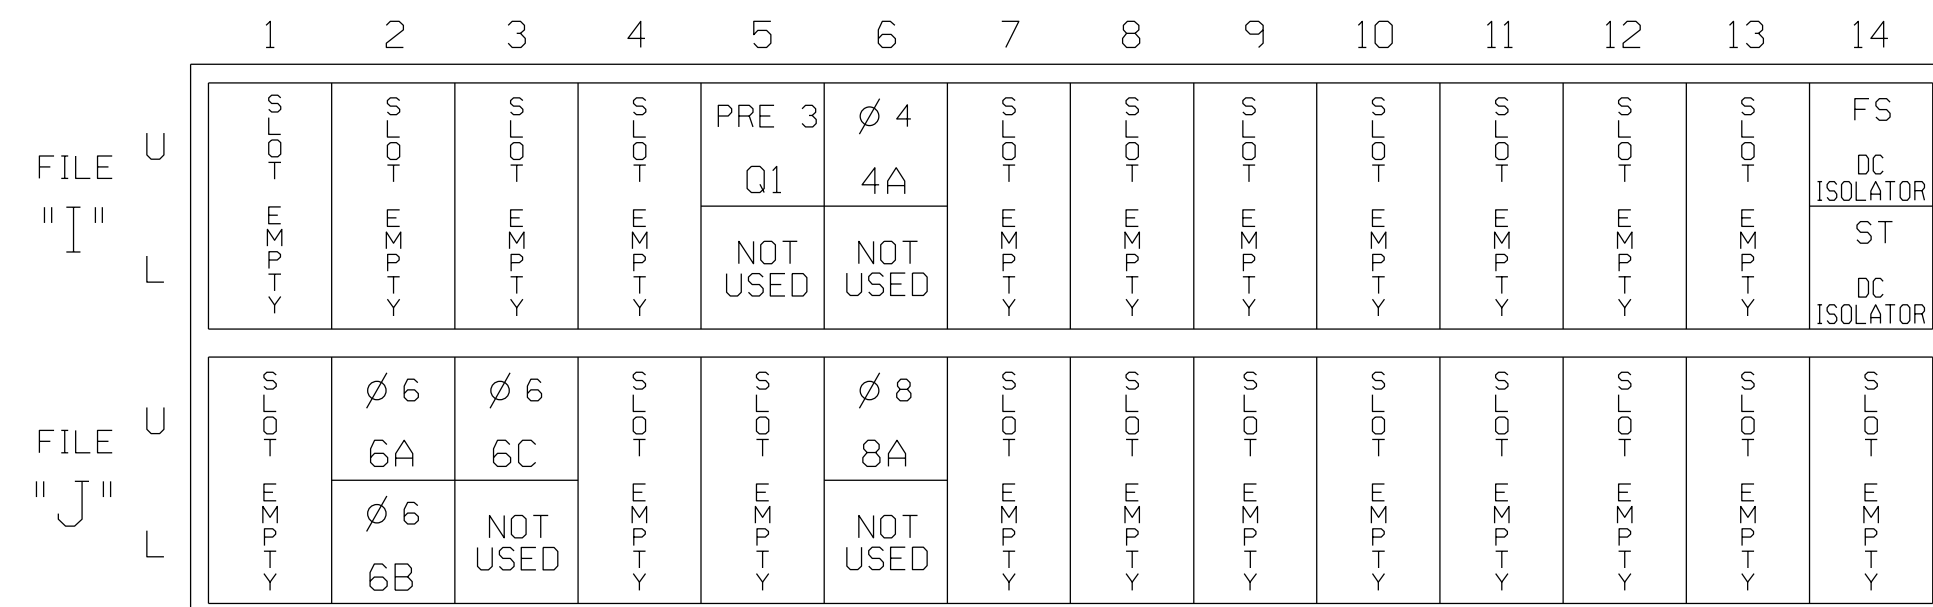 1 2 3 4 5 6 7 8 9 10 11 12 13 14
FILE "I"
U
L
SLOT EMPTY
SLOT EMPTY
SLOT EMPTY
SLOT EMPTY
PRE 3
Q1
NOT
USED
Ø 4
4A
NOT
USED
SLOT EMPTY
SLOT EMPTY
SLOT EMPTY
SLOT EMPTY
SLOT EMPTY
SLOT EMPTY
SLOT EMPTY
FS
DC
ISOLATOR
ST
DC
ISOLATOR
FILE "J"
U
L
SLOT EMPTY
Ø 6
6A
Ø 6
6B
Ø 6
6C
NOT
USED
SLOT EMPTY
SLOT EMPTY
Ø 8
8A
NOT
USED
SLOT EMPTY
SLOT EMPTY
SLOT EMPTY
SLOT EMPTY
SLOT EMPTY
SLOT EMPTY
SLOT EMPTY
SLOT EMPTY